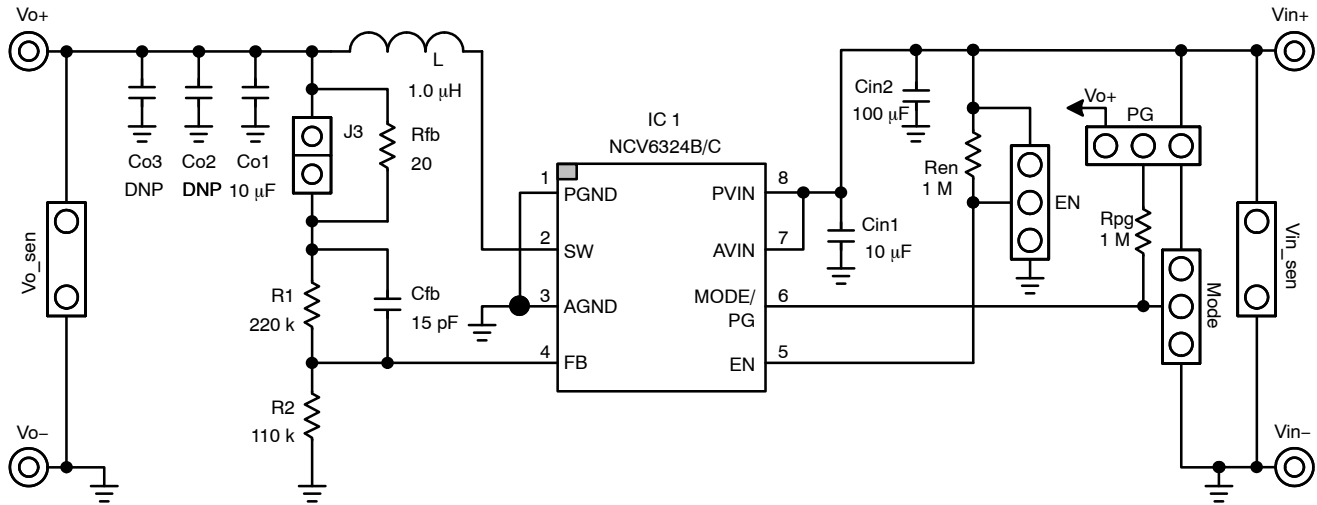 Vo+
Vin+
L
1.0 μH
Cin2
100 μF
Vo+
PG
J3
Rfb
20
IC 1
NCV6324B/C
Co3
DNP
Co2
DNP
Co1
10 μF
Ren
1 M
EN
Rpg
1 M
1
PGND
PVIN
8
2
SW
AVIN
7
3
AGND
MODE/
PG
6
4
FB
EN
5
Cin1
10 μF
Vo_sen
Vin_sen
Mode
R1
220 k
Cfb
15 pF
R2
110 k
Vo−
Vin−